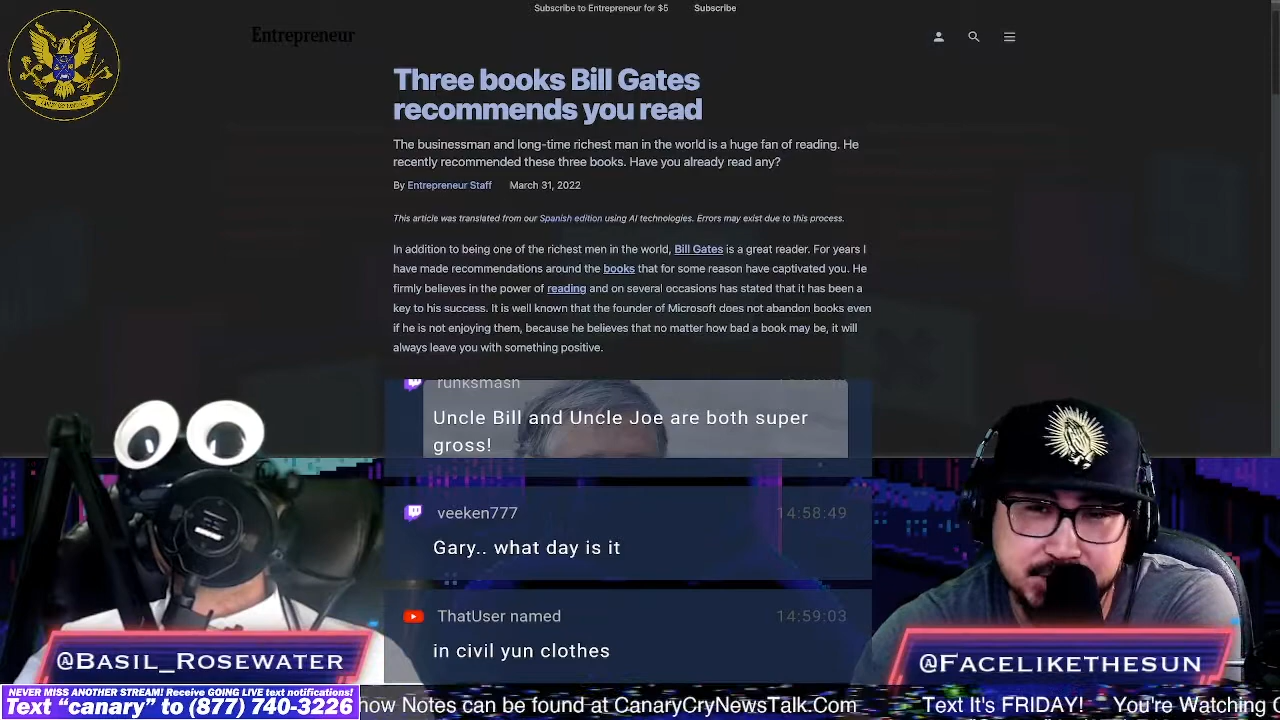 Subscribe to Entrepreneur for $5 Subscribe
Entrepreneur
Three books Bill Gates
recommends you read
The businessman and long-time richest man in the world is a huge fan of reading. He
recently recommended these three books. Have you already read any?
By Entrepreneur Staff March 31, 2022
This article was translated from our Spanish edition using AI technologies. Errors may exist due to this process.
In addition to being one of the richest men in the world, Bill Gates is a great reader. For years I
have made recommendations around the books that for some reason have captivated you. He
firmly believes in the power of reading and on several occasions has stated that it has been a
key to his success. It is well known that the founder of Microsoft does not abandon books even
if he is not enjoying them, because he believes that no matter how bad a book may be, it will
always leave you with something positive.
runksmash
Uncle Bill and Uncle Joe are both super
gross!
veeken777 14:58:49
Gary.. what day is it
ThatUser named 14:59:03
in civil yun clothes
@Basil_Rosewater
@Facelikethesun
NEVER MISS ANOTHER STREAM! Receive GOING LIVE text notifications!
Text "canary" to (877) 740-3226
how Notes can be found at CanaryCryNewsTalk.Com Text It's FRIDAY! You're Watching